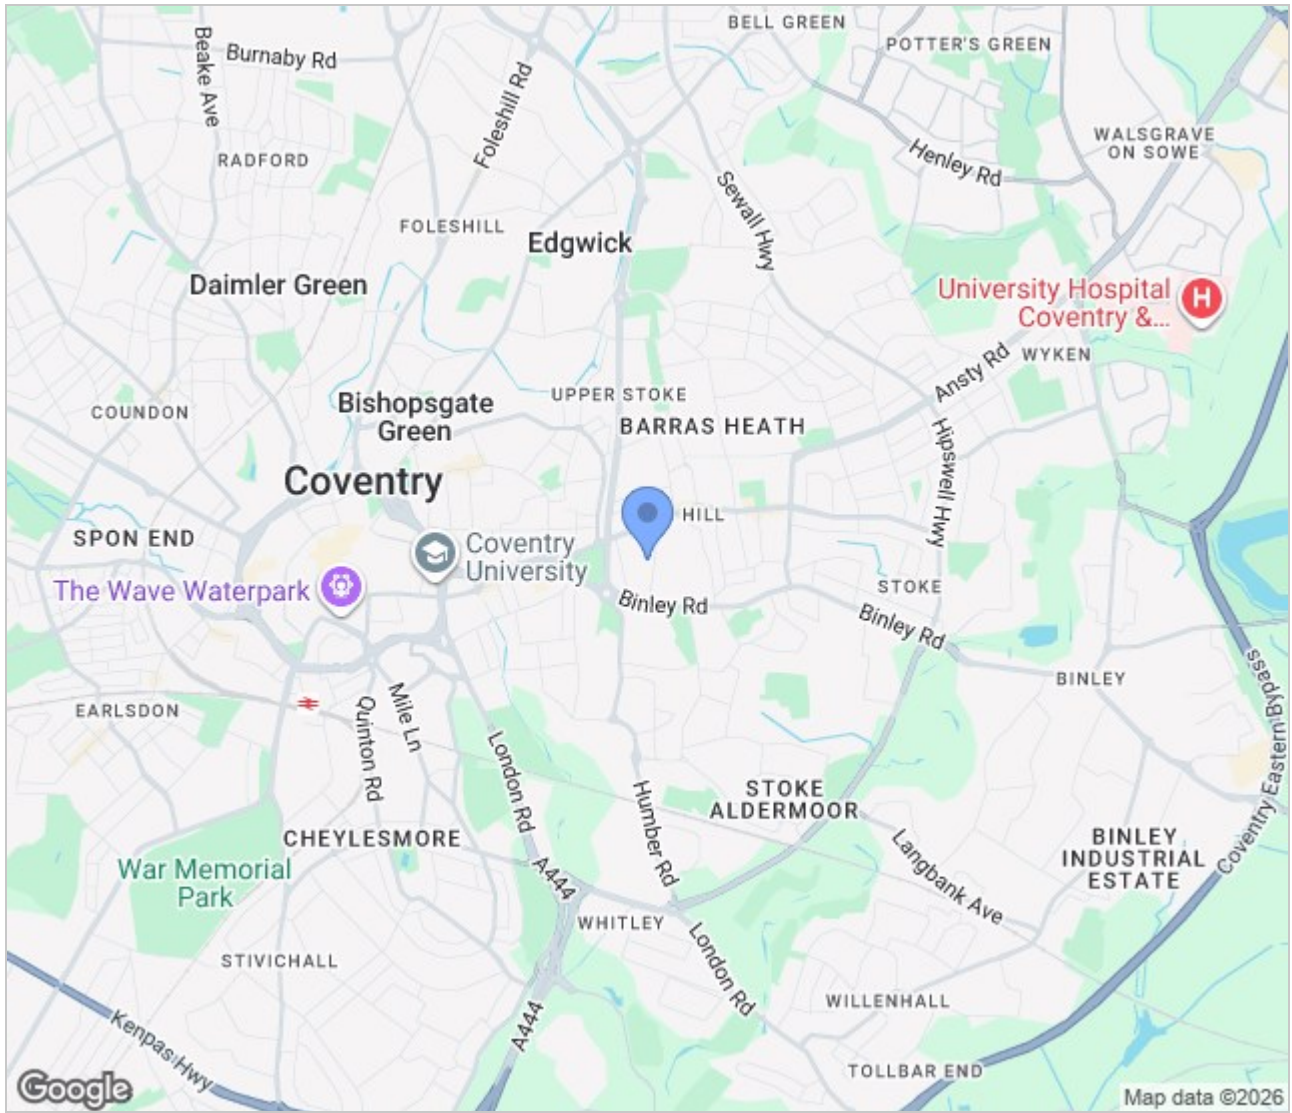 BELL GREEN
POTTER'S GREEN
Burnaby Rd
Beake Ave
Foleshill Rd
WALSGRAVE
ON SOWE
RADFORD
Henley Rd
Sewall Hwy
FOLESHILL
Edgwick
Daimler Green
University Hospital
Coventry &...
H
WYKEN
Ansty Rd
UPPER STOKE
Bishopsgate
Green
COUNDON
BARRAS HEATH
Hipswell Hwy
Coventry
HILL
SPON END
Coventry
University
The Wave Waterpark
STOKE
Binley Rd
Binley Rd
BINLEY
Coventry Eastern Bypass
EARLSDON
Mile Ln
Quinton Rd
London Rd
STOKE
ALDERMOOR
Humber Rd
CHEYLESMORE
BINLEY
INDUSTRIAL
ESTATE
Langbank Ave
War Memorial
Park
A444
WHITLEY
STIVICHALL
London Rd
WILLENHALL
A444
Kenpas Hwy
TOLLBAR END
Google
Map data ©2026